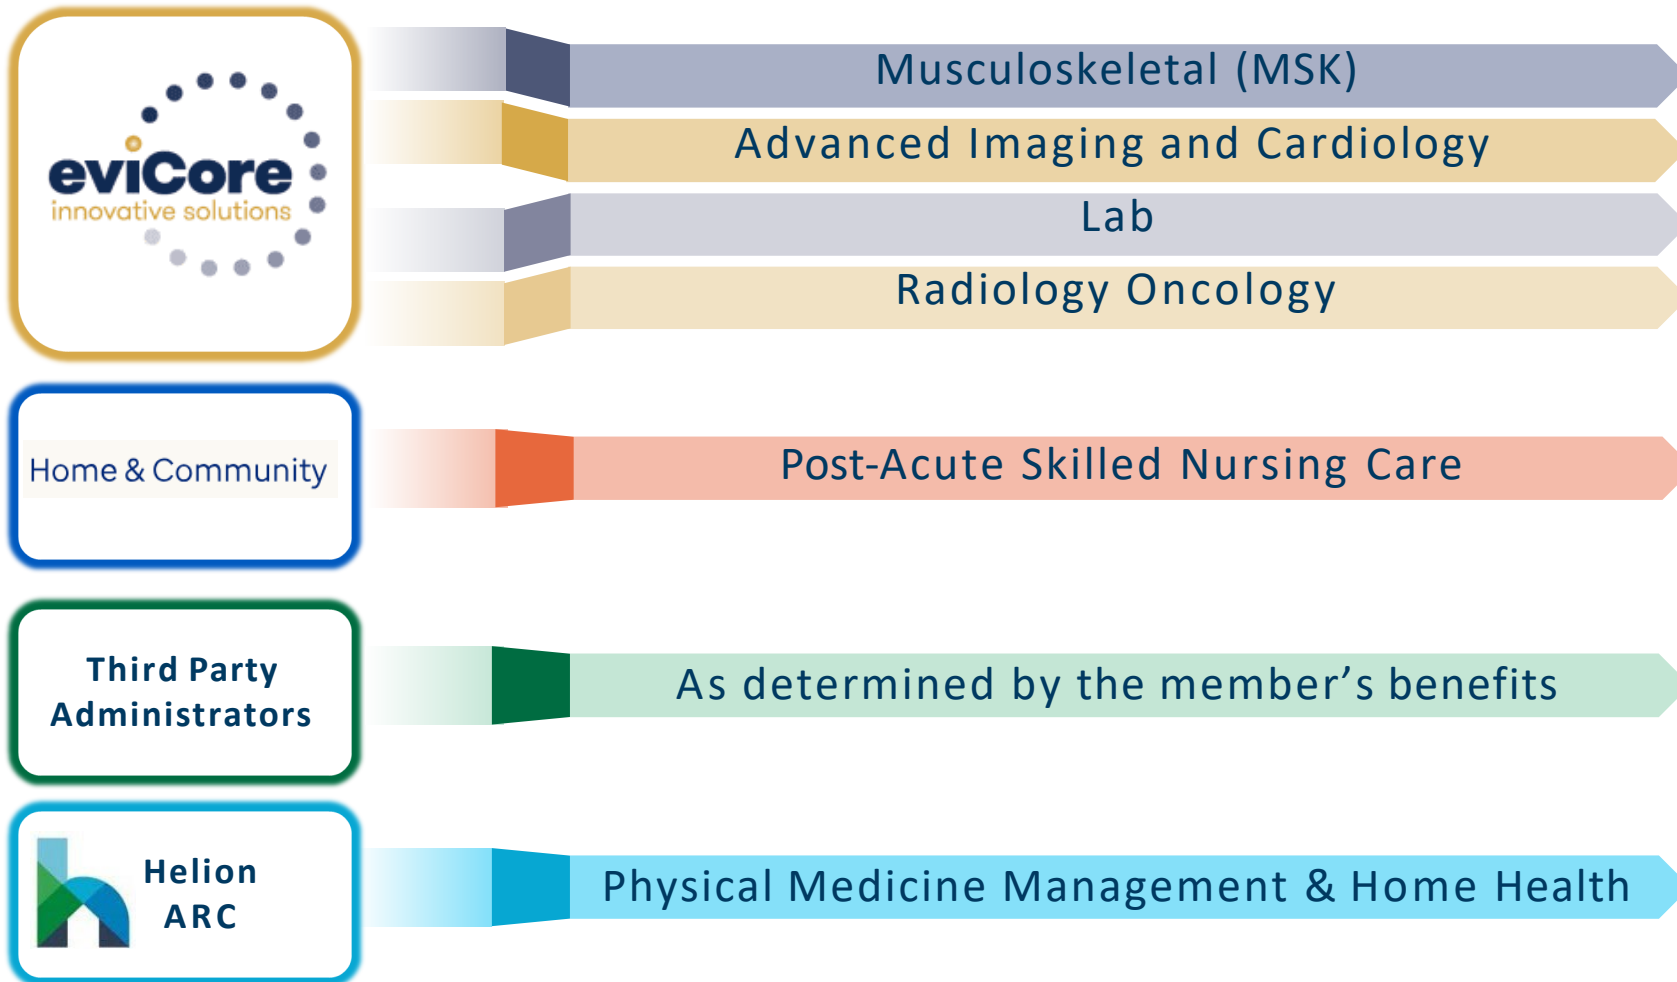 eviCore
innovative solutions
Musculoskeletal (MSK)
Advanced Imaging and Cardiology
Lab
Radiology Oncology
Home & Community
Post-Acute Skilled Nursing Care
Third Party
Administrators
As determined by the member’s benefits
Helion
ARC
Physical Medicine Management & Home Health